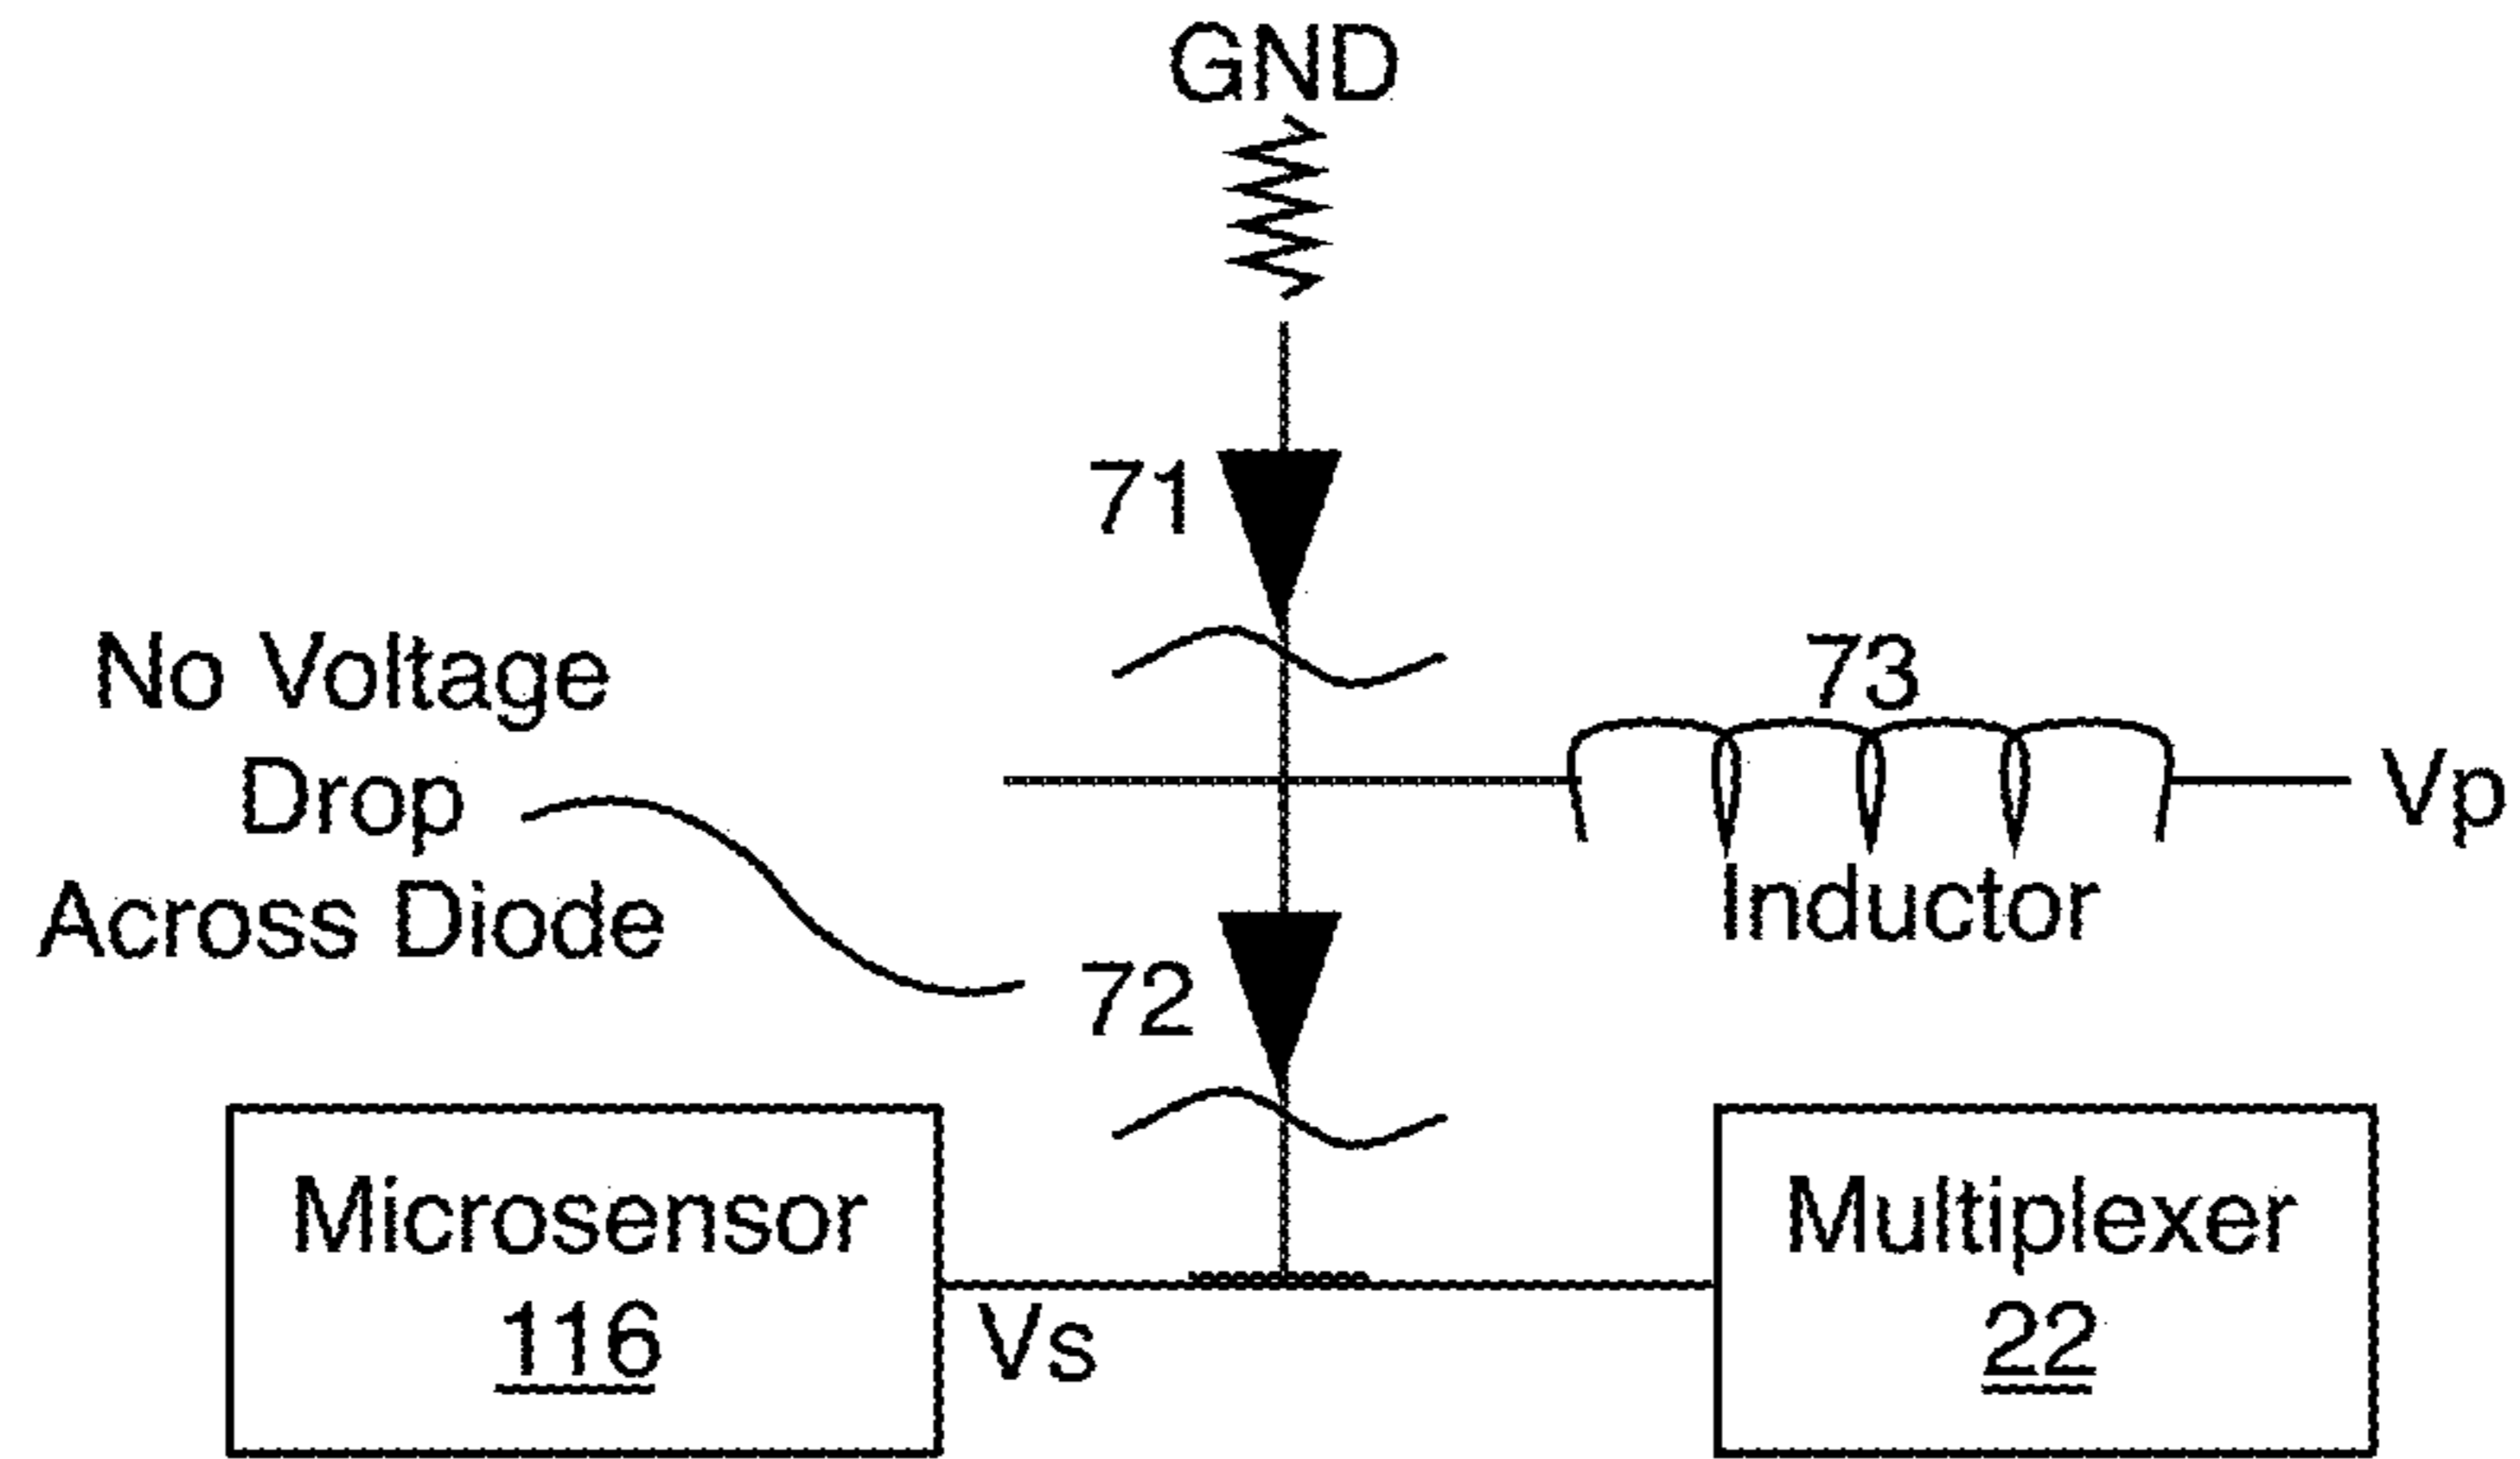 GND
71
No Voltage
Drop
Across Diode
73
Vp
Inductor
72
Microsensor
116
Vs
Multiplexer
22